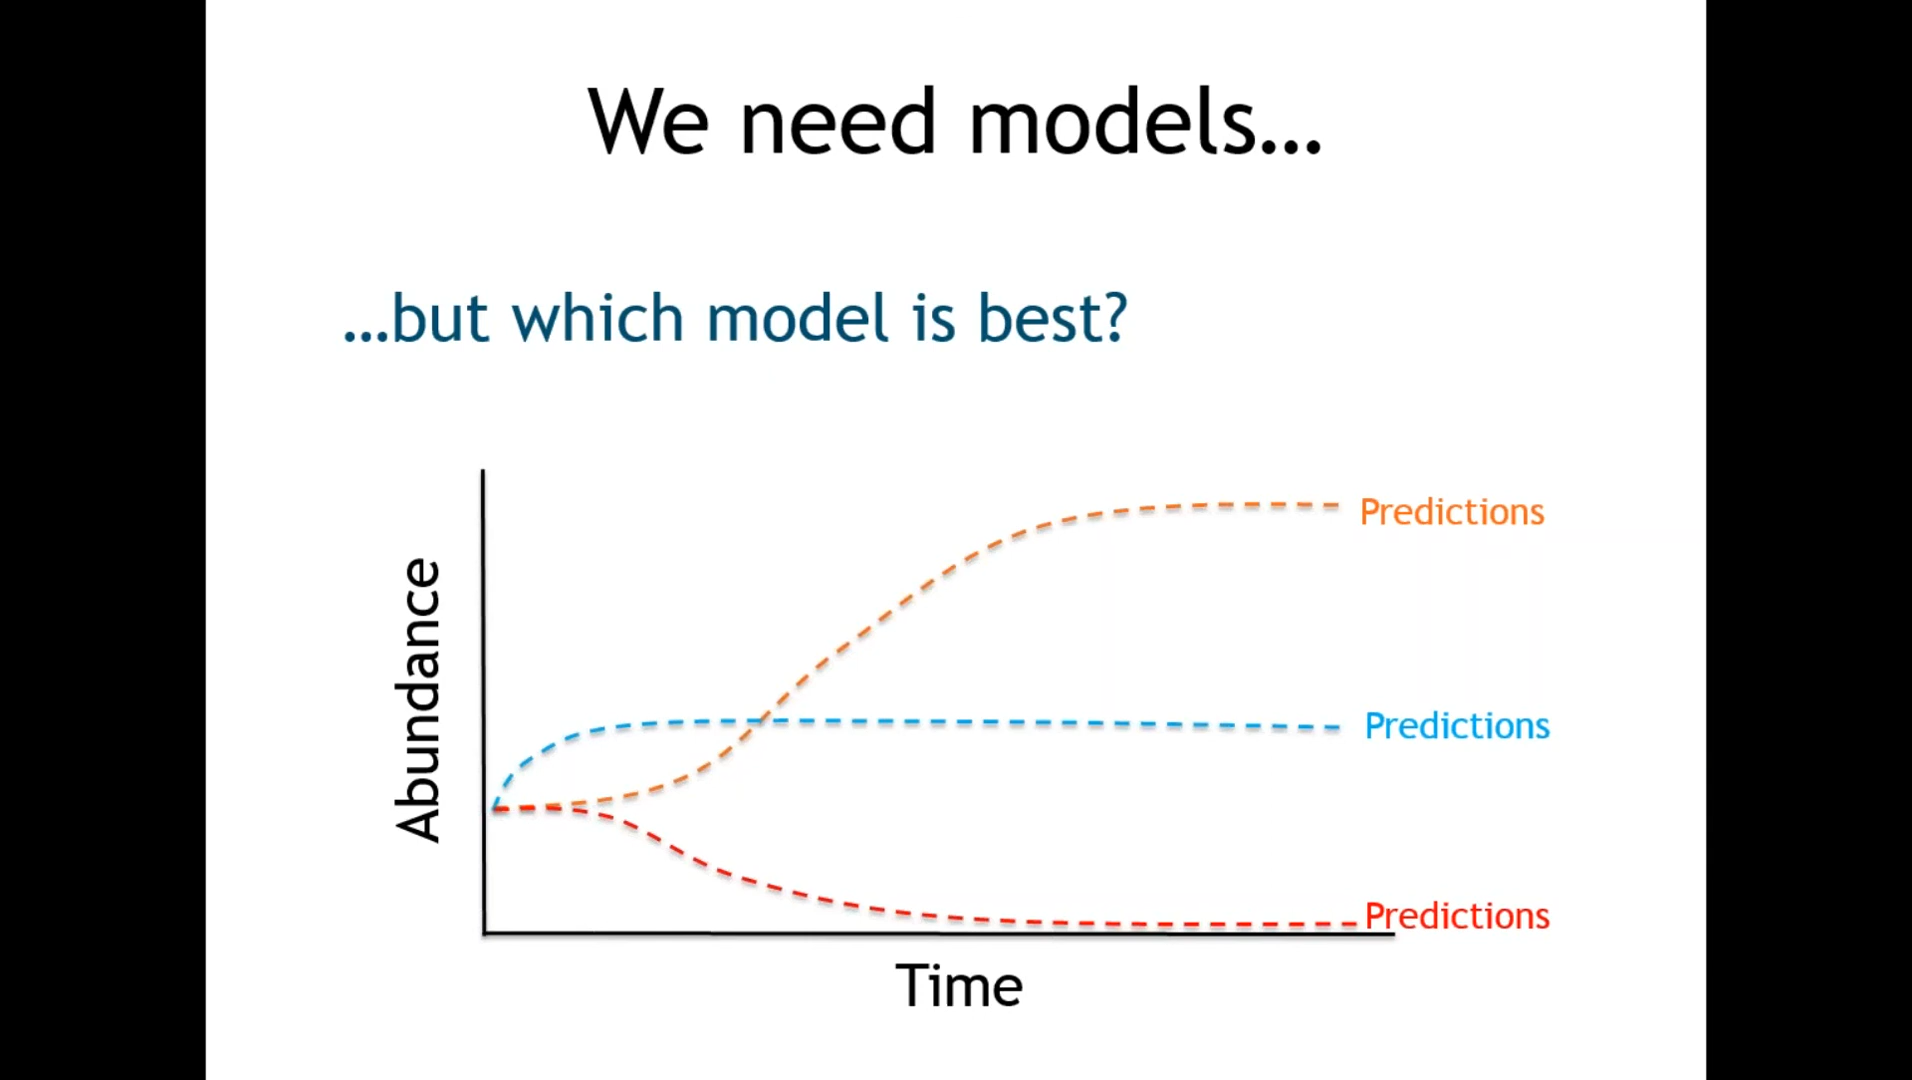 We need models...
...but which model is best?
Abundance
Predictions
Predictions
Predictions
Time